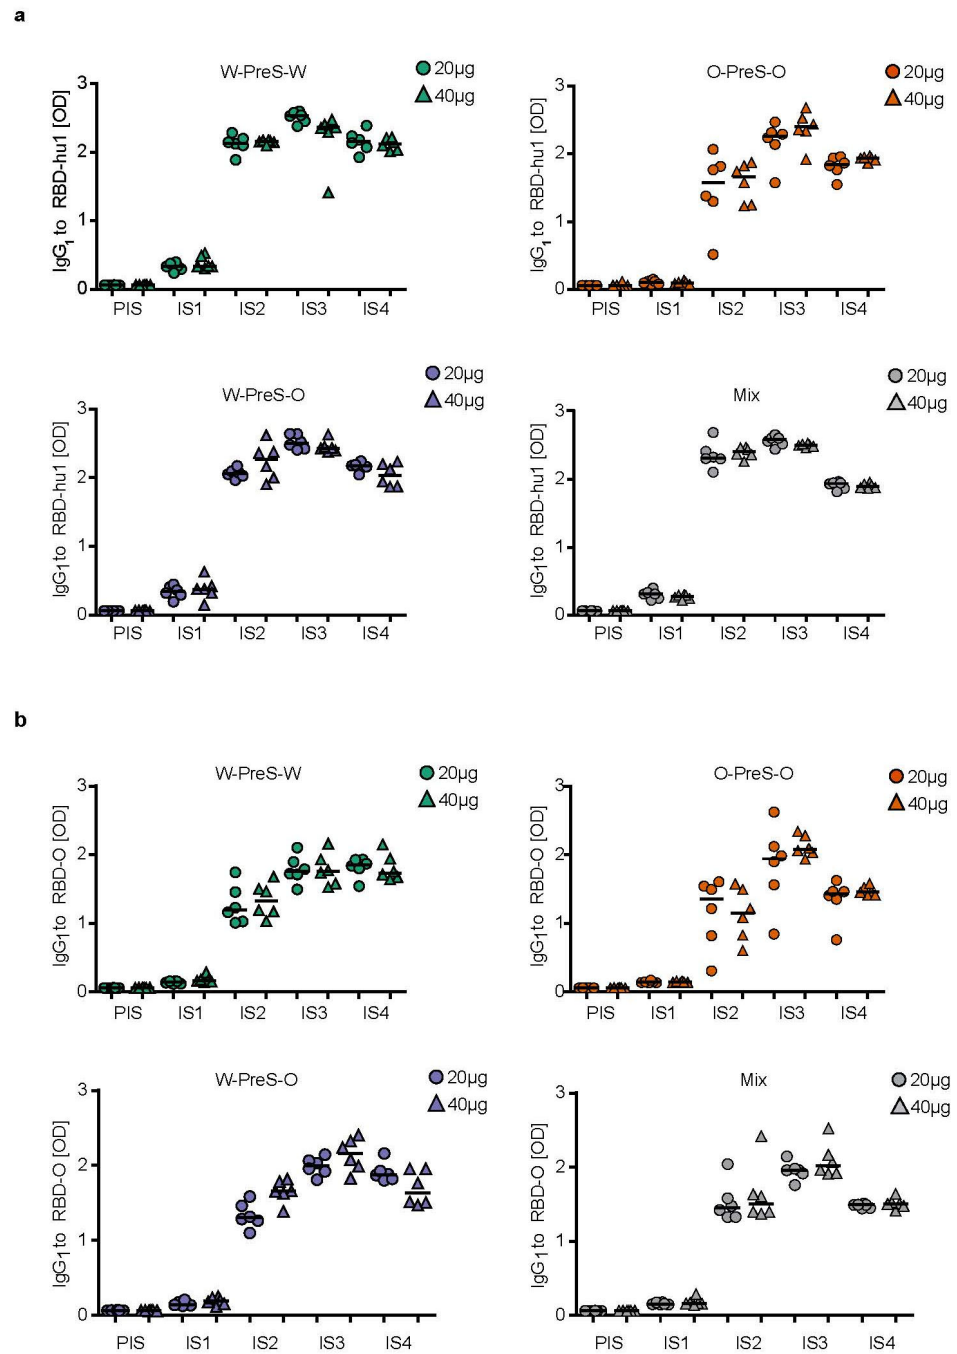 a
W-PreS-W
20µg
40µg
IgG1 to RBD-hu1 [OD]
3
2
1
0
PIS IS1 IS2 IS3 IS4
O-PreS-O
20µg
40µg
IgG1 to RBD-hu1 [OD]
3
2
1
0
PIS IS1 IS2 IS3 IS4
W-PreS-O
20µg
40µg
IgG1 to RBD-hu1 [OD]
3
2
1
0
PIS IS1 IS2 IS3 IS4
Mix
20µg
40µg
IgG1 to RBD-hu1 [OD]
3
2
1
0
PIS IS1 IS2 IS3 IS4
b
W-PreS-W
20µg
40µg
IgG1 to RBD-O [OD]
3
2
1
0
PIS IS1 IS2 IS3 IS4
O-PreS-O
20µg
40µg
IgG1 to RBD-O [OD]
3
2
1
0
PIS IS1 IS2 IS3 IS4
W-PreS-O
20µg
40µg
IgG1 to RBD-O [OD]
3
2
1
0
PIS IS1 IS2 IS3 IS4
Mix
20µg
40µg
IgG1 to RBD-O [OD]
3
2
1
0
PIS IS1 IS2 IS3 IS4